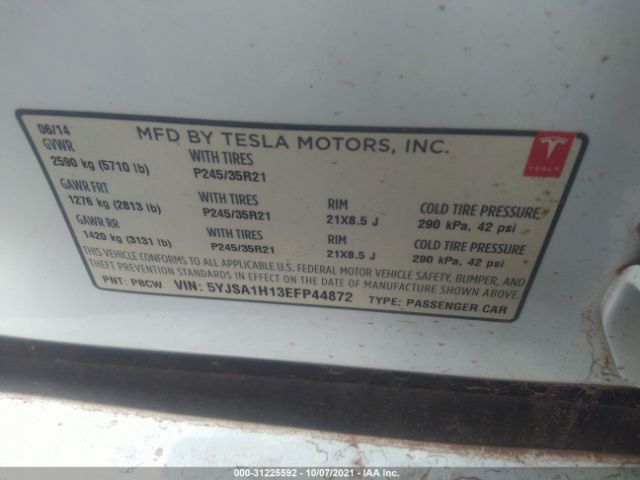 06/14
MFD BY TESLA MOTORS, INC.
TESLA
GVWR
2590 kg (5710 lb)
WITH TIRES
P245/35R21
GAWR FRT
1276 kg (2813 lb)
WITH TIRES
P245/35R21
RIM
21X8.5 J
COLD TIRE PRESSURE
290 kPa, 42 psi
GAWR RR
1420 kg (3131 lb)
WITH TIRES
P245/35R21
RIM
21X8.5 J
COLD TIRE PRESSURE
290 kPa, 42 psi
THIS VEHICLE CONFORMS TO ALL APPLICABLE U.S. FEDERAL MOTOR VEHICLE SAFETY, BUMPER, AND
THEFT PREVENTION STANDARDS IN EFFECT ON THE DATE OF MANUFACTURE SHOWN ABOVE.
PNT: PBCW VIN: 5YJSA1H13EFP44872 TYPE: PASSENGER CAR
000-31225592 - 10/07/2021 - IAA Inc.